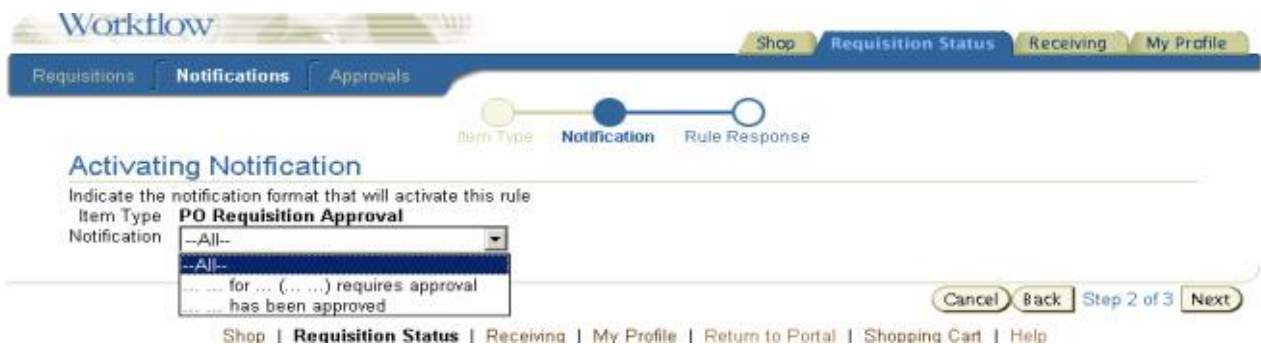 Workflow
Shop Requisition Status Receiving My Profile
Requisitions Notifications Approvals
Item Type Notification Rule Response
Activating Notification
Indicate the notification format that will activate this rule
Item Type PO Requisition Approval
Notification --All--
--All--
... ... for ... (... ...) requires approval
... ... has been approved
Cancel Back Step 2 of 3 Next
Shop | Requisition Status | Receiving | My Profile | Return to Portal | Shopping Cart | Help